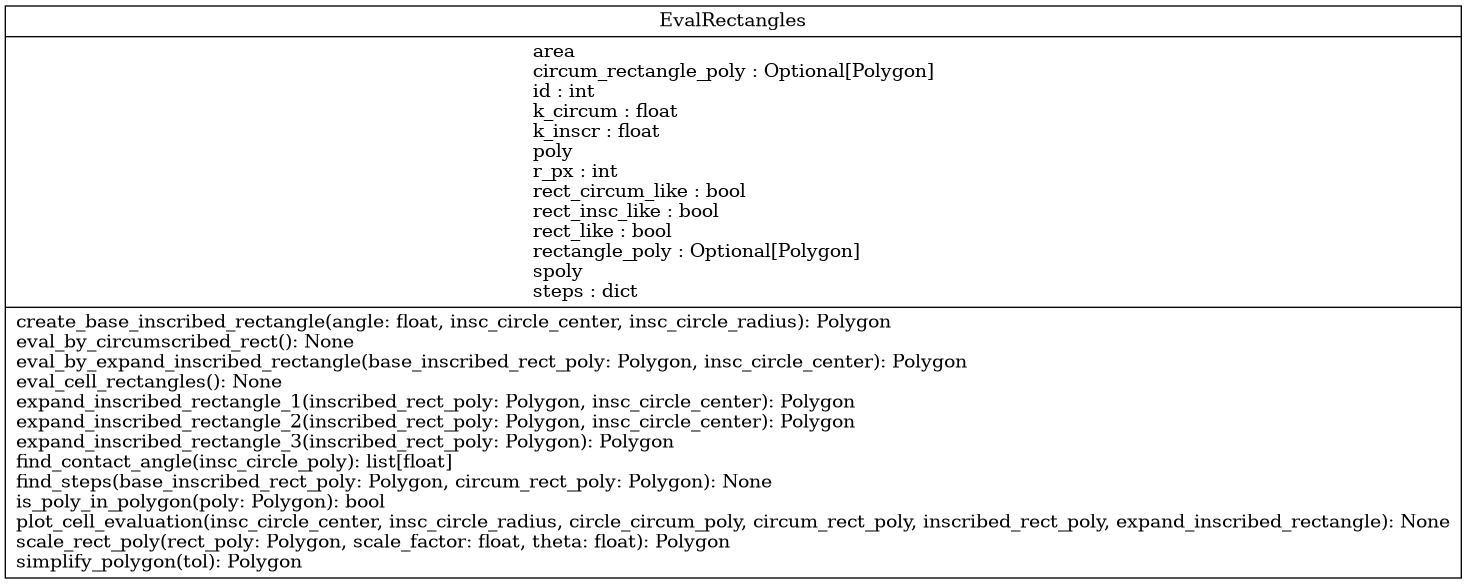 EvalRectangles
area
circum_rectangle_poly : Optional[Polygon]
id : int
k_circum : float
k_inscr : float
poly
r_px : int
rect_circum_like : bool
rect_insc_like : bool
rect_like : bool
rectangle_poly : Optional[Polygon]
spoly
steps : dict
create_base_inscribed_rectangle(angle: float, insc_circle_center, insc_circle_radius): Polygon
eval_by_circumscribed_rect(): None
eval_by_expand_inscribed_rectangle(base_inscribed_rect_poly: Polygon, insc_circle_center): Polygon
eval_cell_rectangles(): None
expand_inscribed_rectangle_1(inscribed_rect_poly: Polygon, insc_circle_center): Polygon
expand_inscribed_rectangle_2(inscribed_rect_poly: Polygon, insc_circle_center): Polygon
expand_inscribed_rectangle_3(inscribed_rect_poly: Polygon): Polygon
find_contact_angle(insc_circle_poly): list[float]
find_steps(base_inscribed_rect_poly: Polygon, circum_rect_poly: Polygon): None
is_poly_in_polygon(poly: Polygon): bool
plot_cell_evaluation(insc_circle_center, insc_circle_radius, circle_circum_poly, circum_rect_poly, inscribed_rect_poly, expand_inscribed_rectangle): None
scale_rect_poly(rect_poly: Polygon, scale_factor: float, theta: float): Polygon
simplify_polygon(tol): Polygon